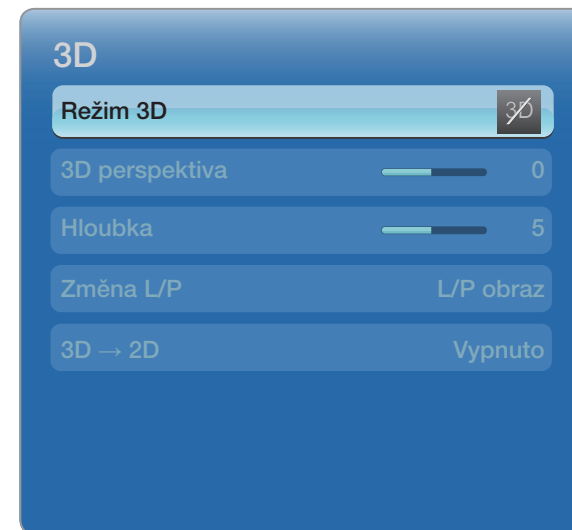 3D
Režim 3D 3D
3D perspektiva 0
Hloubka 5
Změna L/P L/P obraz
3D → 2D Vypnuto